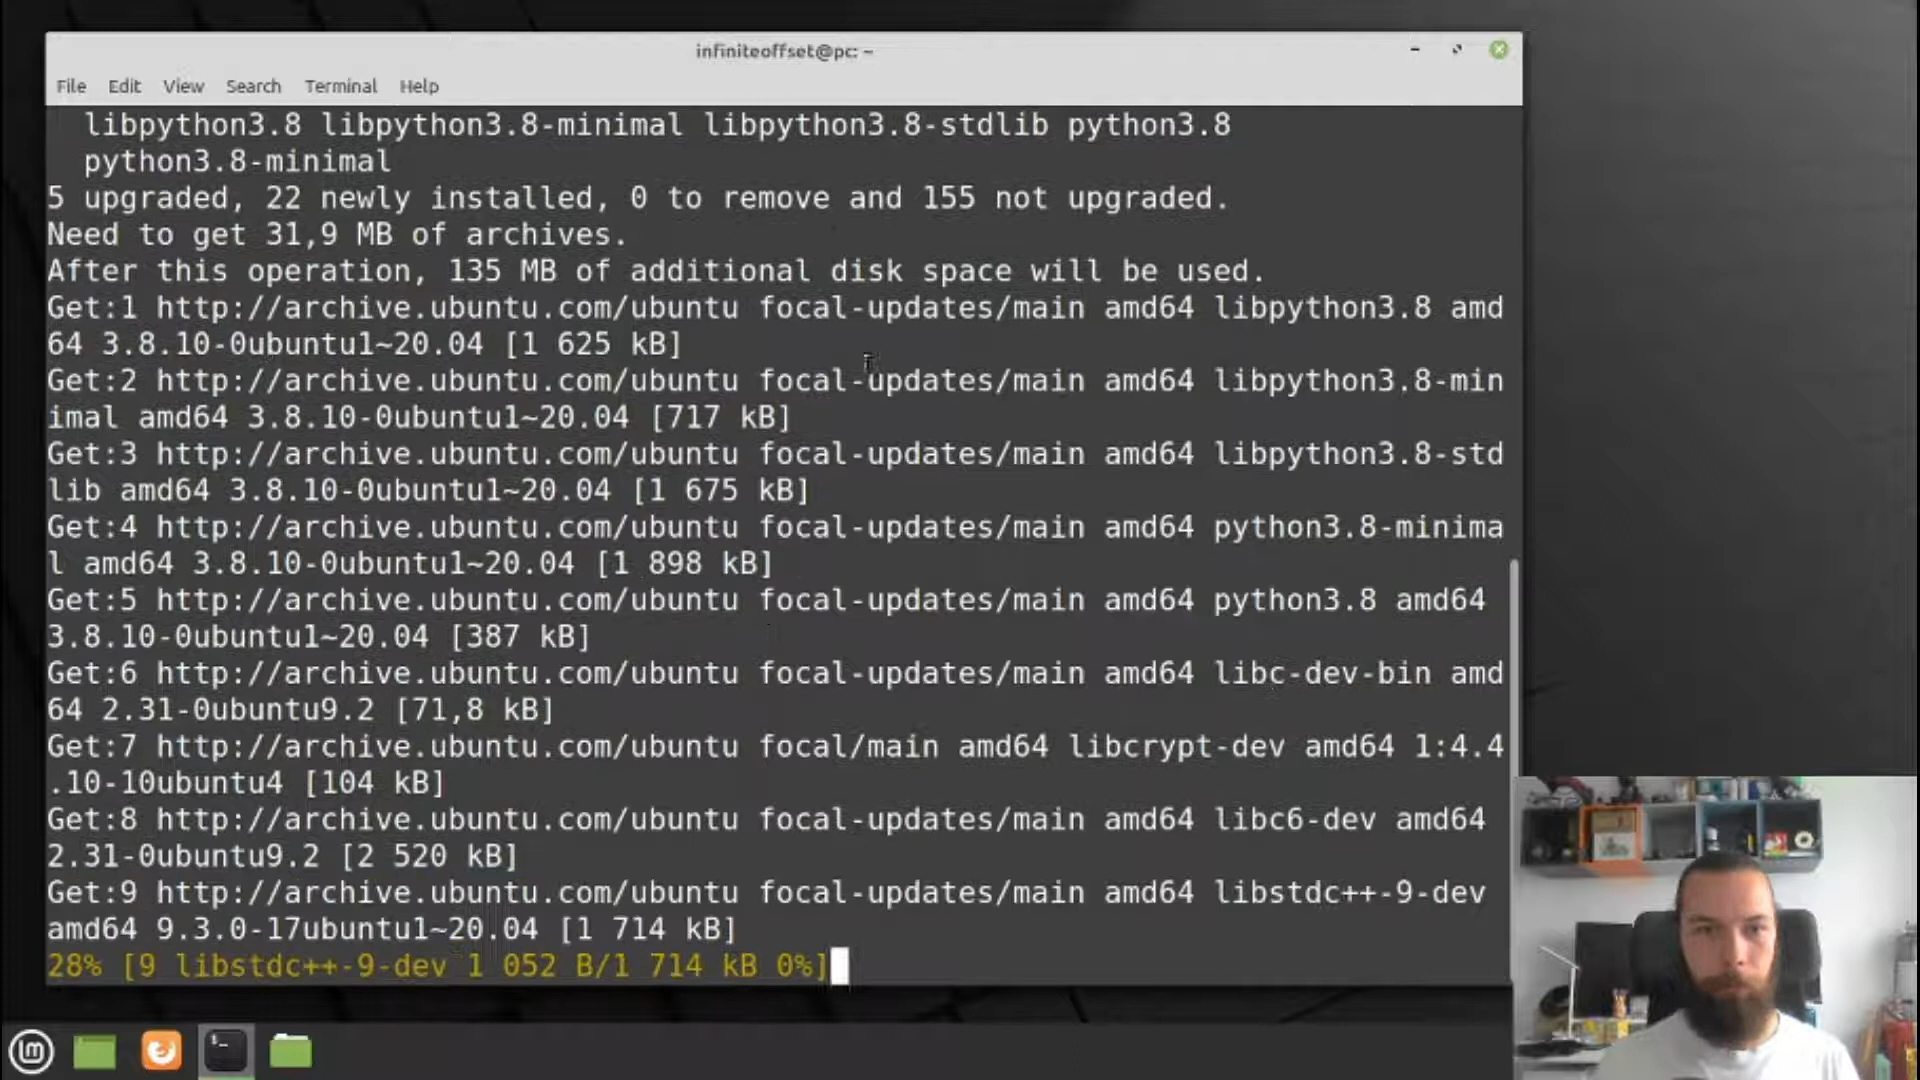 infiniteoffset@pc: ~
File Edit View Search Terminal Help
libpython3.8 libpython3.8-minimal libpython3.8-stdlib python3.8
python3.8-minimal
5 upgraded, 22 newly installed, 0 to remove and 155 not upgraded.
Need to get 31,9 MB of archives.
After this operation, 135 MB of additional disk space will be used.
Get:1 http://archive.ubuntu.com/ubuntu focal-updates/main amd64 libpython3.8 amd
64 3.8.10-0ubuntu1~20.04 [1 625 kB]
Get:2 http://archive.ubuntu.com/ubuntu focal-updates/main amd64 libpython3.8-min
imal amd64 3.8.10-0ubuntu1~20.04 [717 kB]
Get:3 http://archive.ubuntu.com/ubuntu focal-updates/main amd64 libpython3.8-std
lib amd64 3.8.10-0ubuntu1~20.04 [1 675 kB]
Get:4 http://archive.ubuntu.com/ubuntu focal-updates/main amd64 python3.8-minima
l amd64 3.8.10-0ubuntu1~20.04 [1 898 kB]
Get:5 http://archive.ubuntu.com/ubuntu focal-updates/main amd64 python3.8 amd64
3.8.10-0ubuntu1~20.04 [387 kB]
Get:6 http://archive.ubuntu.com/ubuntu focal-updates/main amd64 libc-dev-bin amd
64 2.31-0ubuntu9.2 [71,8 kB]
Get:7 http://archive.ubuntu.com/ubuntu focal/main amd64 libcrypt-dev amd64 1:4.4
.10-10ubuntu4 [104 kB]
Get:8 http://archive.ubuntu.com/ubuntu focal-updates/main amd64 libc6-dev amd64
2.31-0ubuntu9.2 [2 520 kB]
Get:9 http://archive.ubuntu.com/ubuntu focal-updates/main amd64 libstdc++-9-dev
amd64 9.3.0-17ubuntu1~20.04 [1 714 kB]
28% [9 libstdc++-9-dev 1 052 B/1 714 kB 0%]